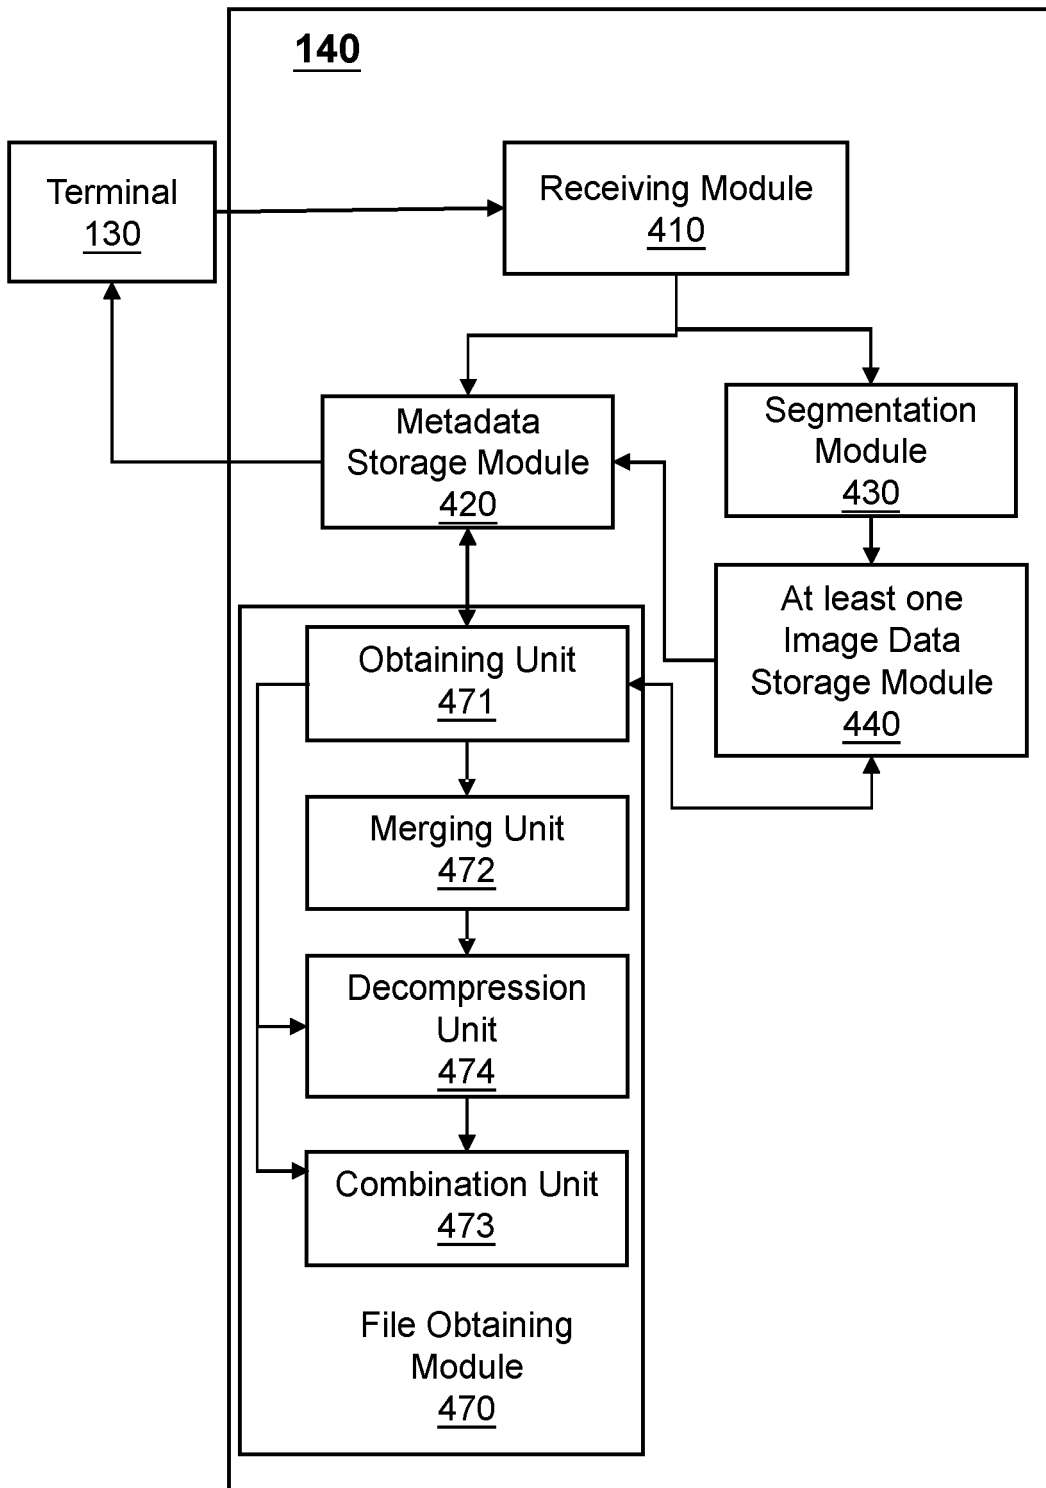 140
Terminal
130
Receiving Module
410
Metadata
Storage Module
420
Segmentation
Module
430
At least one
Image Data
Storage Module
440
Obtaining Unit
471
Merging Unit
472
Decompression
Unit
474
Combination Unit
473
File Obtaining
Module
470